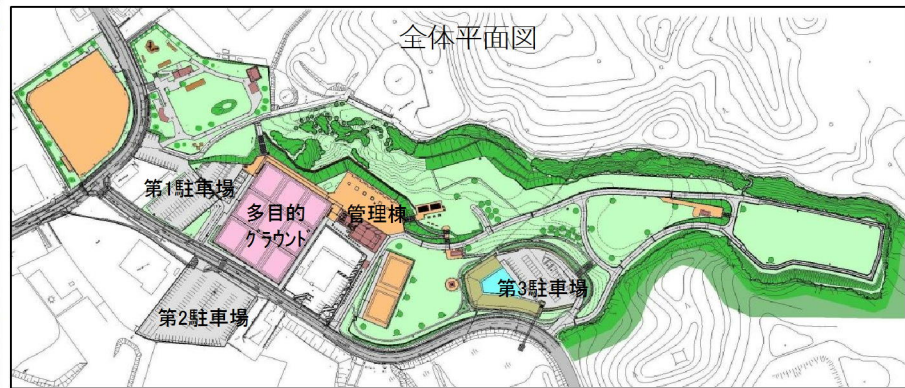 全体平面図
第1駐車場
多目的
ｸﾞﾗｳﾝﾄﾞ
管理棟
第3駐車場
第2駐車場